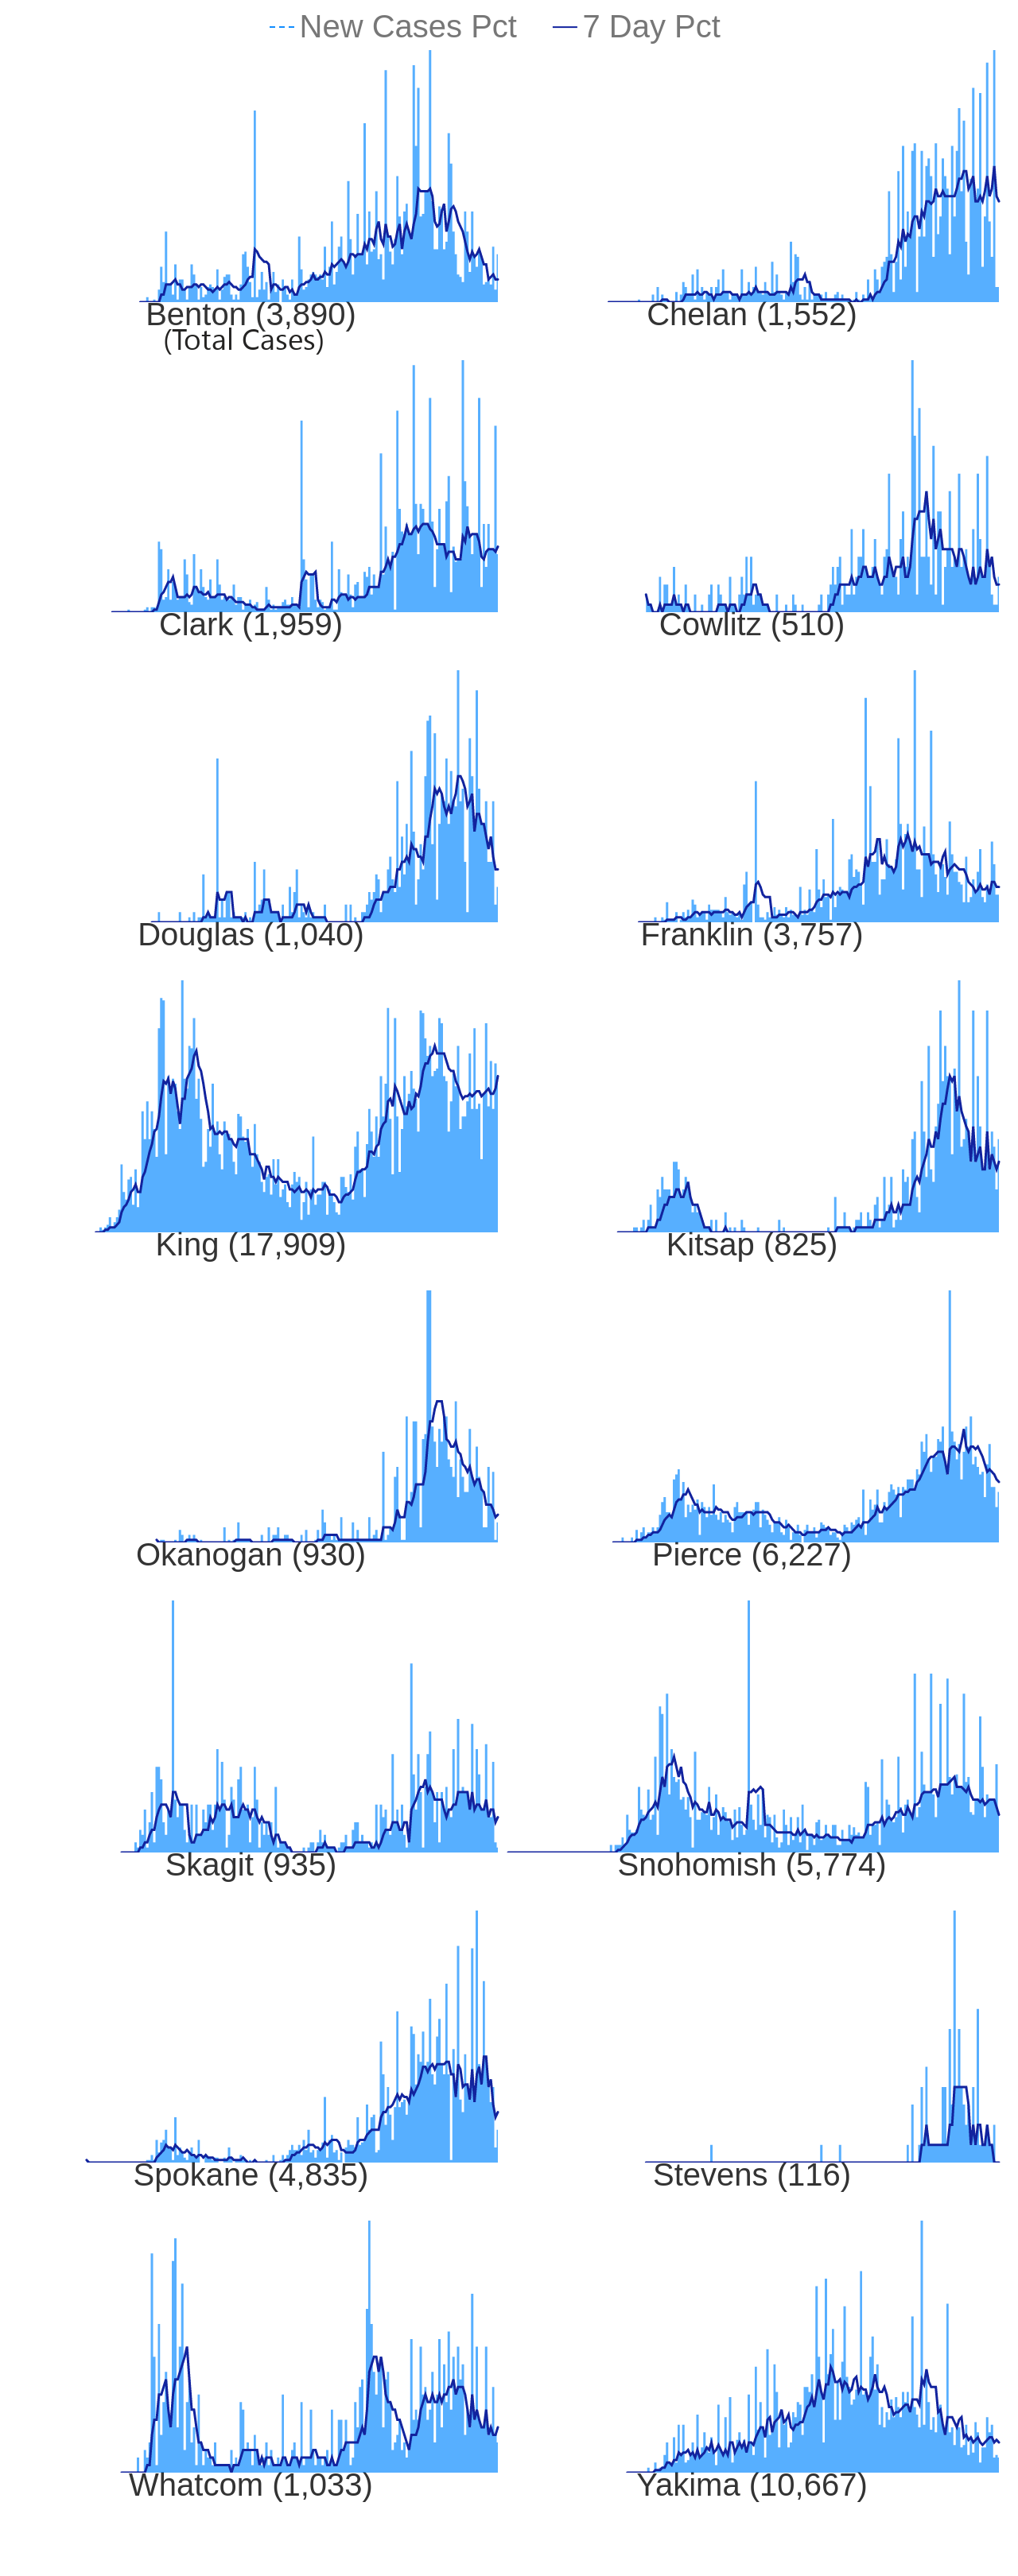 New Cases Pct 7 Day Pct
Benton (3,890) Chelan (1,552)
(Total Cases)
Clark (1,959) Cowlitz (510)
Douglas (1,040) Franklin (3,757)
King (17,909) Kitsap (825)
Okanogan (930) Pierce (6,227)
Skagit (935) Snohomish (5,774)
Spokane (4,835) Stevens (116)
Whatcom (1,033) Yakima (10,667)